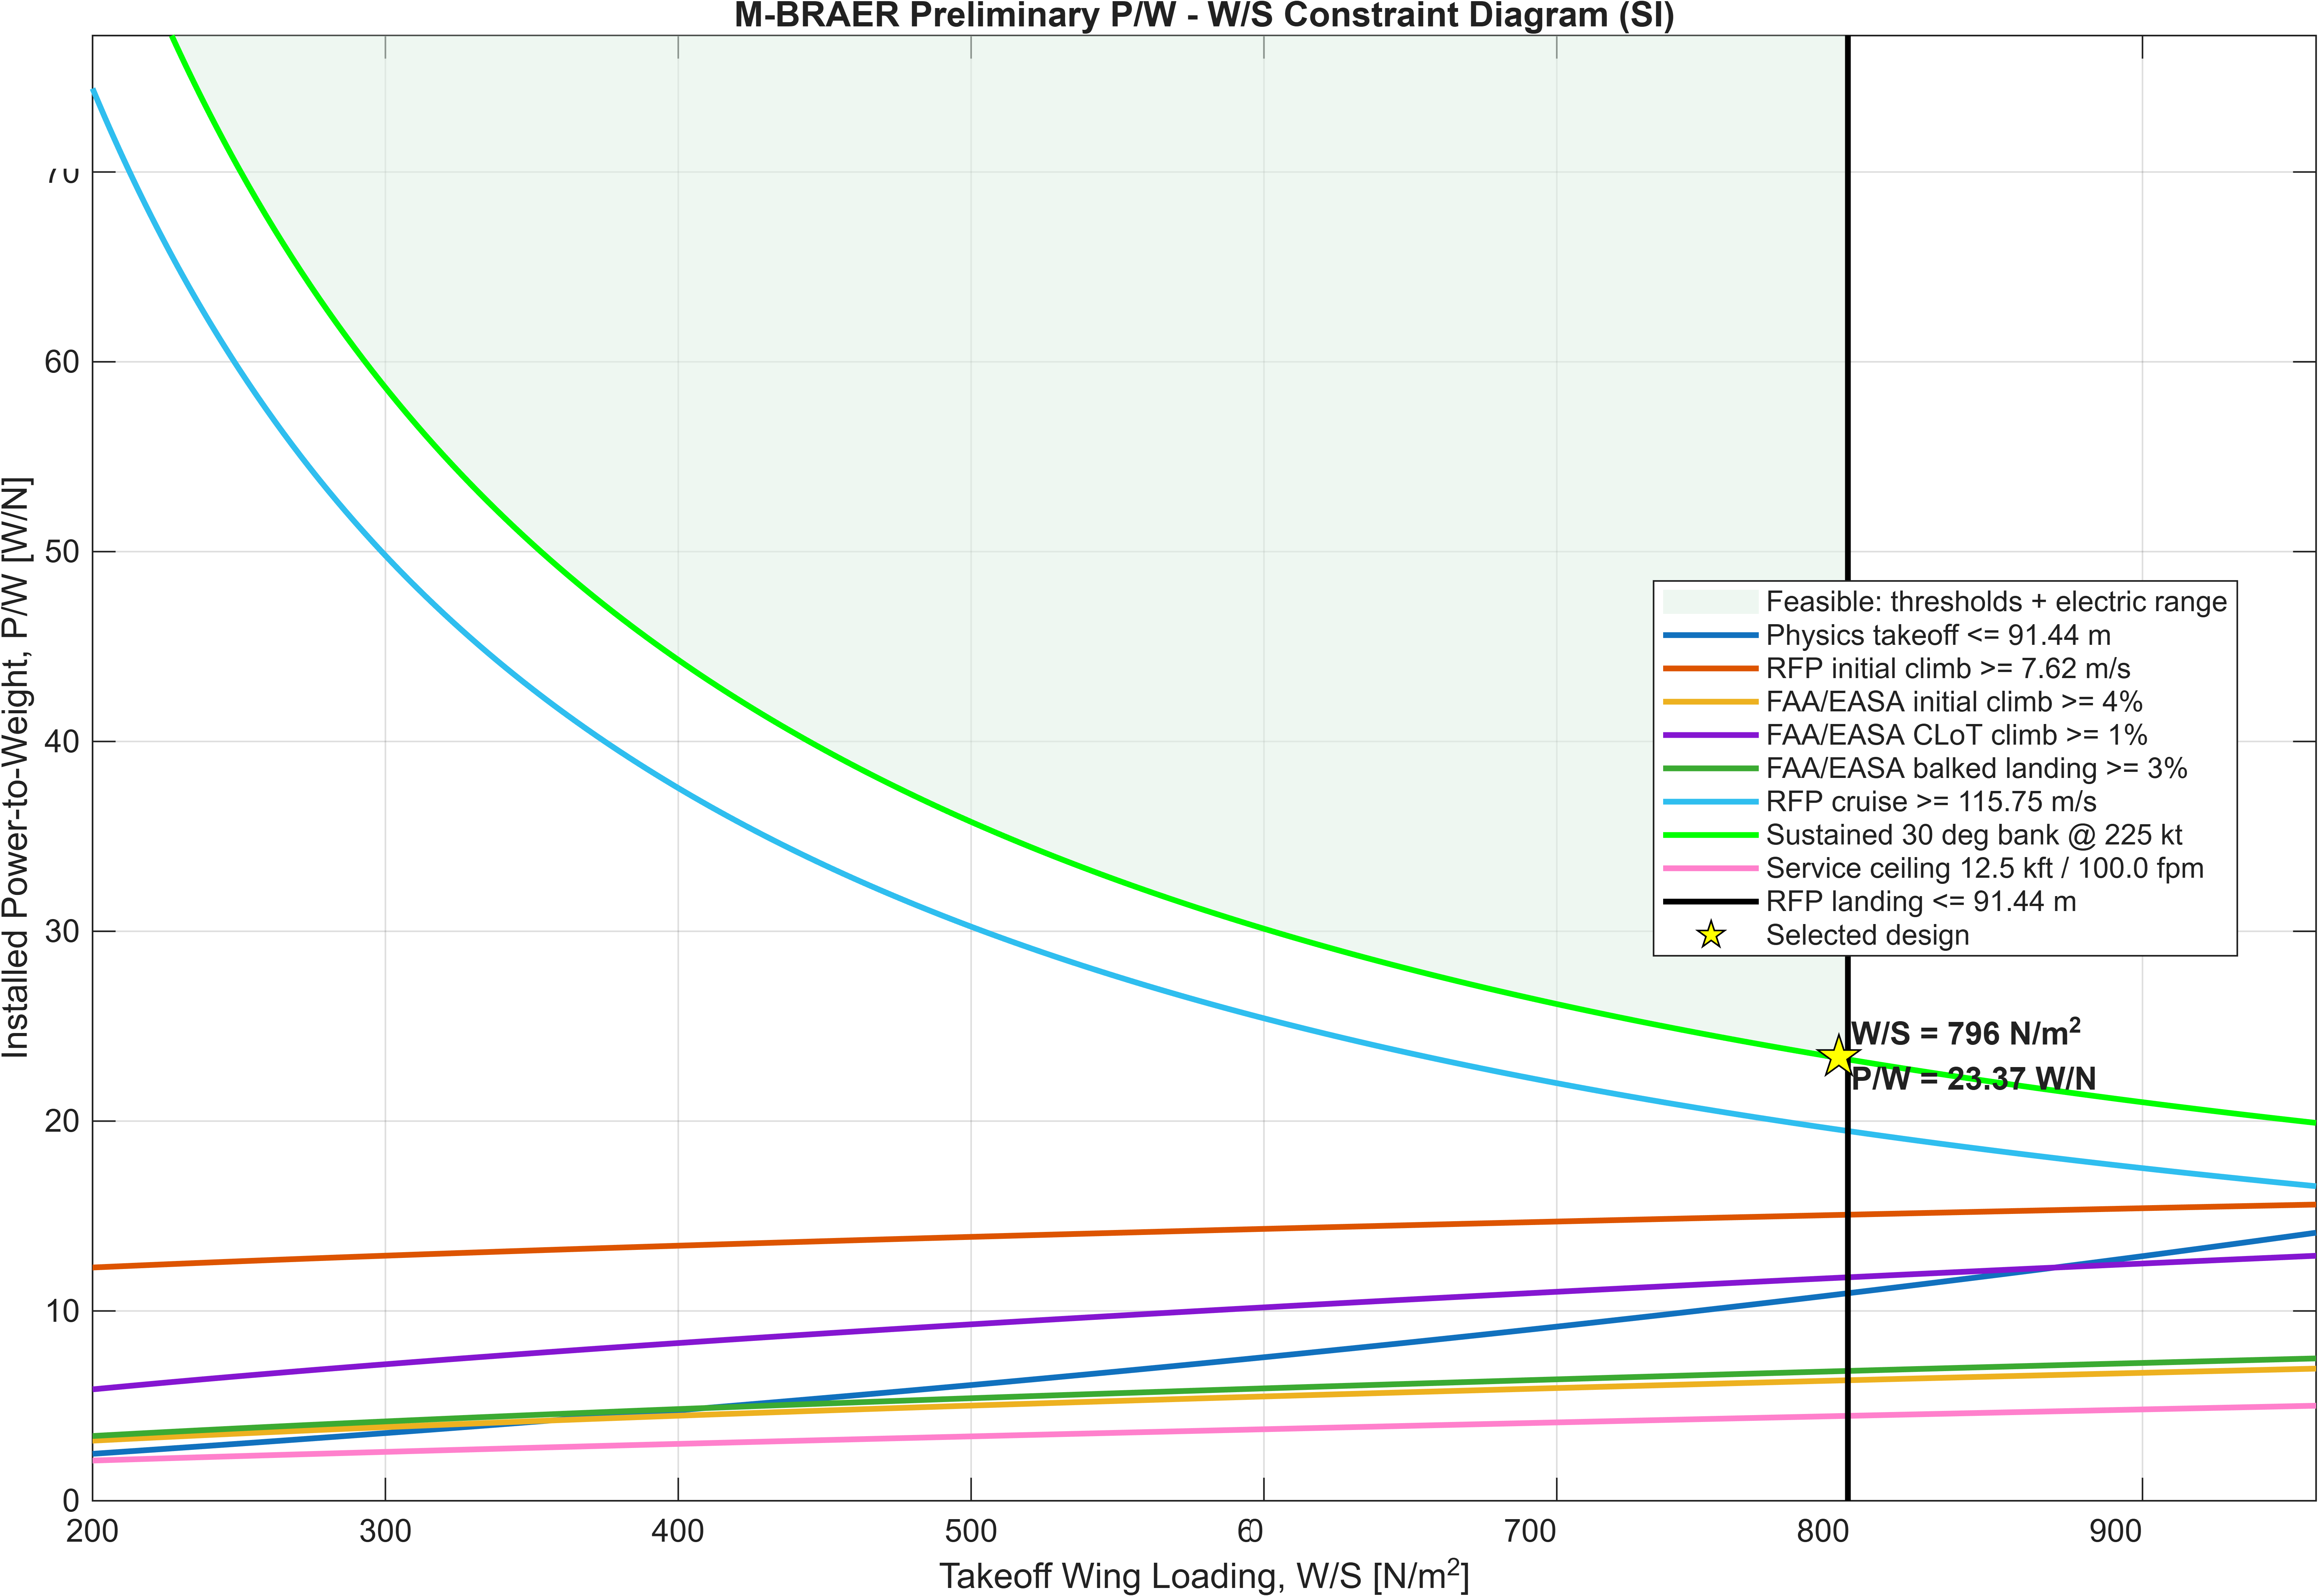 M-BRAER Preliminary P/W - W/S Constraint Diagram (SI)
Installed Power-to-Weight, P/W [W/N]
60
50
40
30
20
10
0
Feasible: thresholds + electric range
Physics takeoff <= 91.44 m
RFP initial climb >= 7.62 m/s
FAA/EASA initial climb >= 4%
FAA/EASA CLoT climb >= 1%
FAA/EASA balked landing >= 3%
RFP cruise >= 115.75 m/s
Sustained 30 deg bank @ 225 kt
Service ceiling 12.5 kft / 100.0 fpm
RFP landing <= 91.44 m
Selected design
W/S = 796 N/m²
P/W = 23.37 W/N
200 300 400 500 700 800 900
Takeoff Wing Loading, W/S [N/m²]